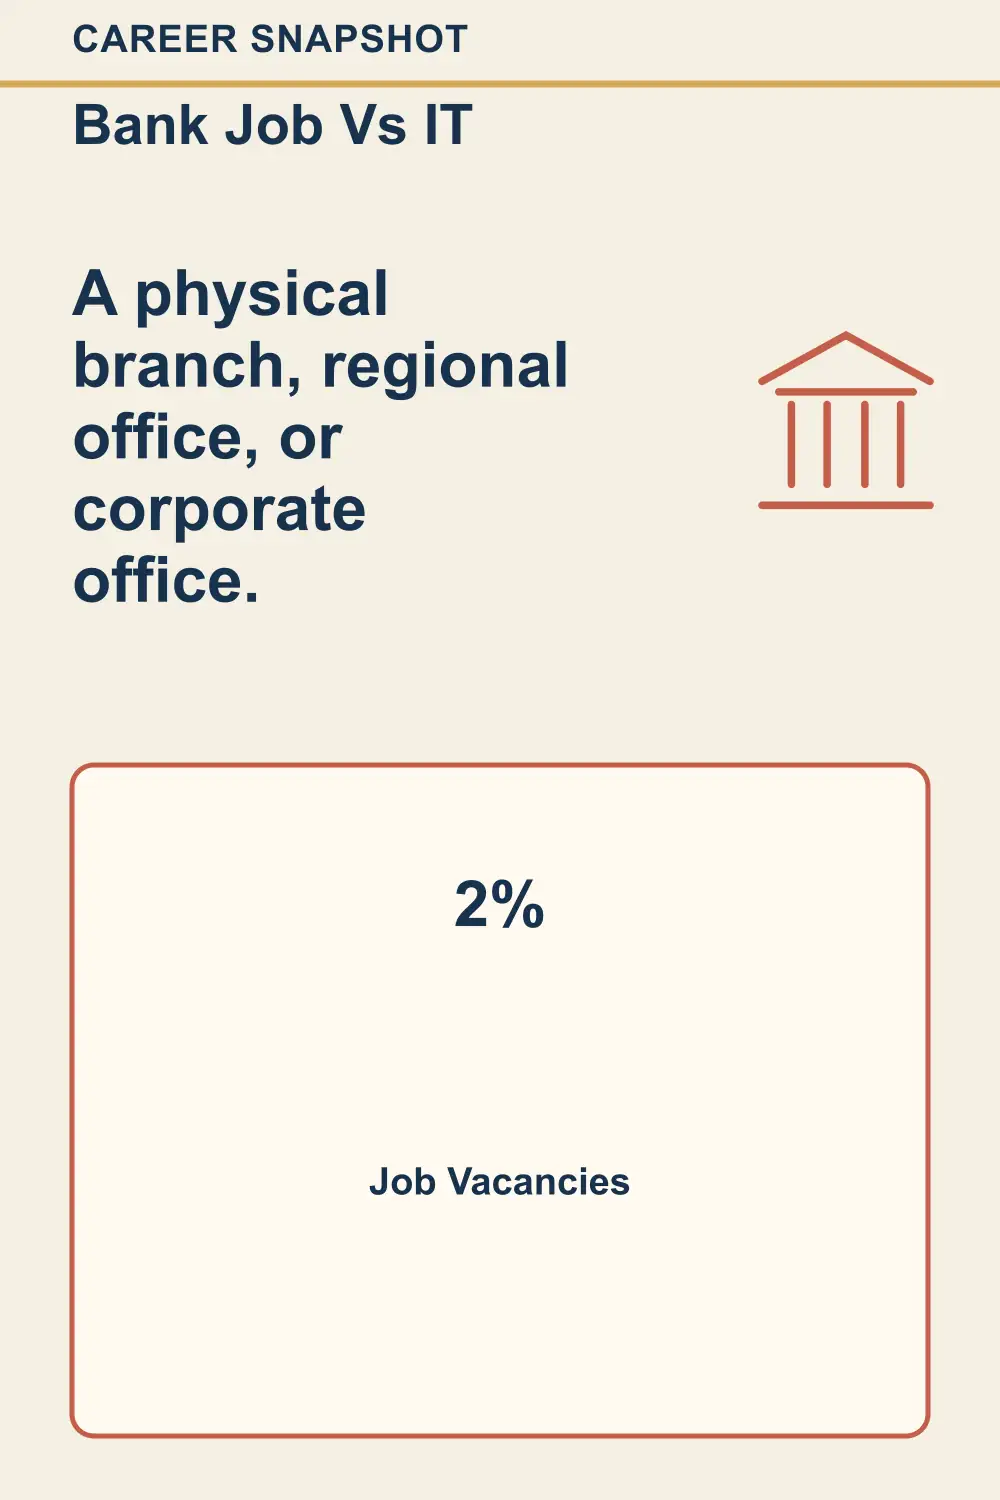 CAREER SNAPSHOT
Bank Job Vs IT
A physical
branch, regional
office, or
corporate
office.
2%
Job Vacancies